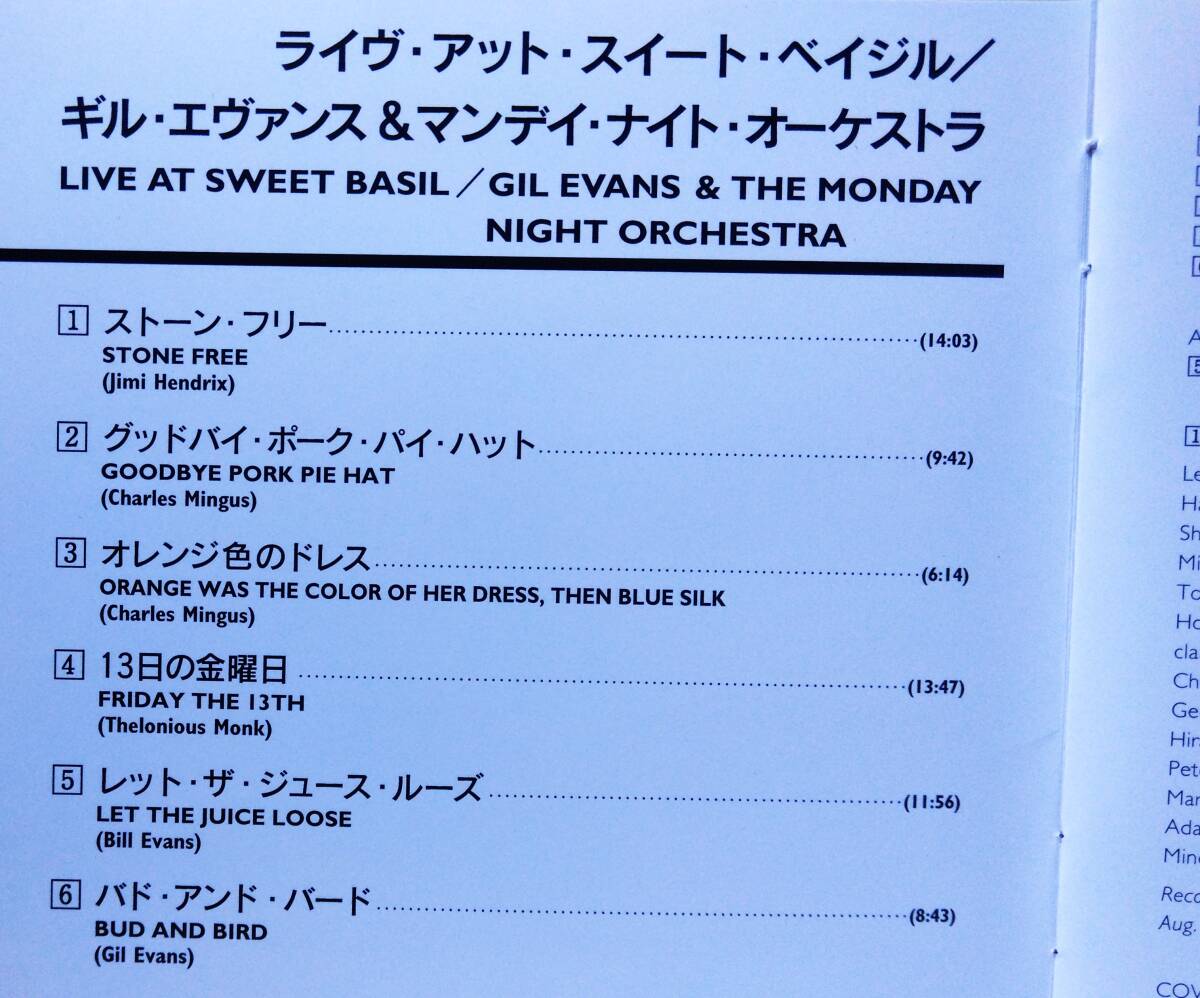 ライヴ・アット・スイート・ベイジル／
ギル・エヴァンス＆マンデイ・ナイト・オーケストラ
LIVE AT SWEET BASIL／GIL EVANS & THE MONDAY
NIGHT ORCHESTRA
1 ストーン・フリー (14:03)
STONE FREE
(Jimi Hendrix)
2 グッドバイ・ポーク・パイ・ハット (9:42)
GOODBYE PORK PIE HAT
(Charles Mingus)
3 オレンジ色のドレス (6:14)
ORANGE WAS THE COLOR OF HER DRESS, THEN BLUE SILK
(Charles Mingus)
4 13日の金曜日 (13:47)
FRIDAY THE 13TH
(Thelonious Monk)
5 レット・ザ・ジュース・ルーズ (11:56)
LET THE JUICE LOOSE
(Bill Evans)
6 バド・アンド・バード (8:43)
BUD AND BIRD
(Gil Evans)
Aug.